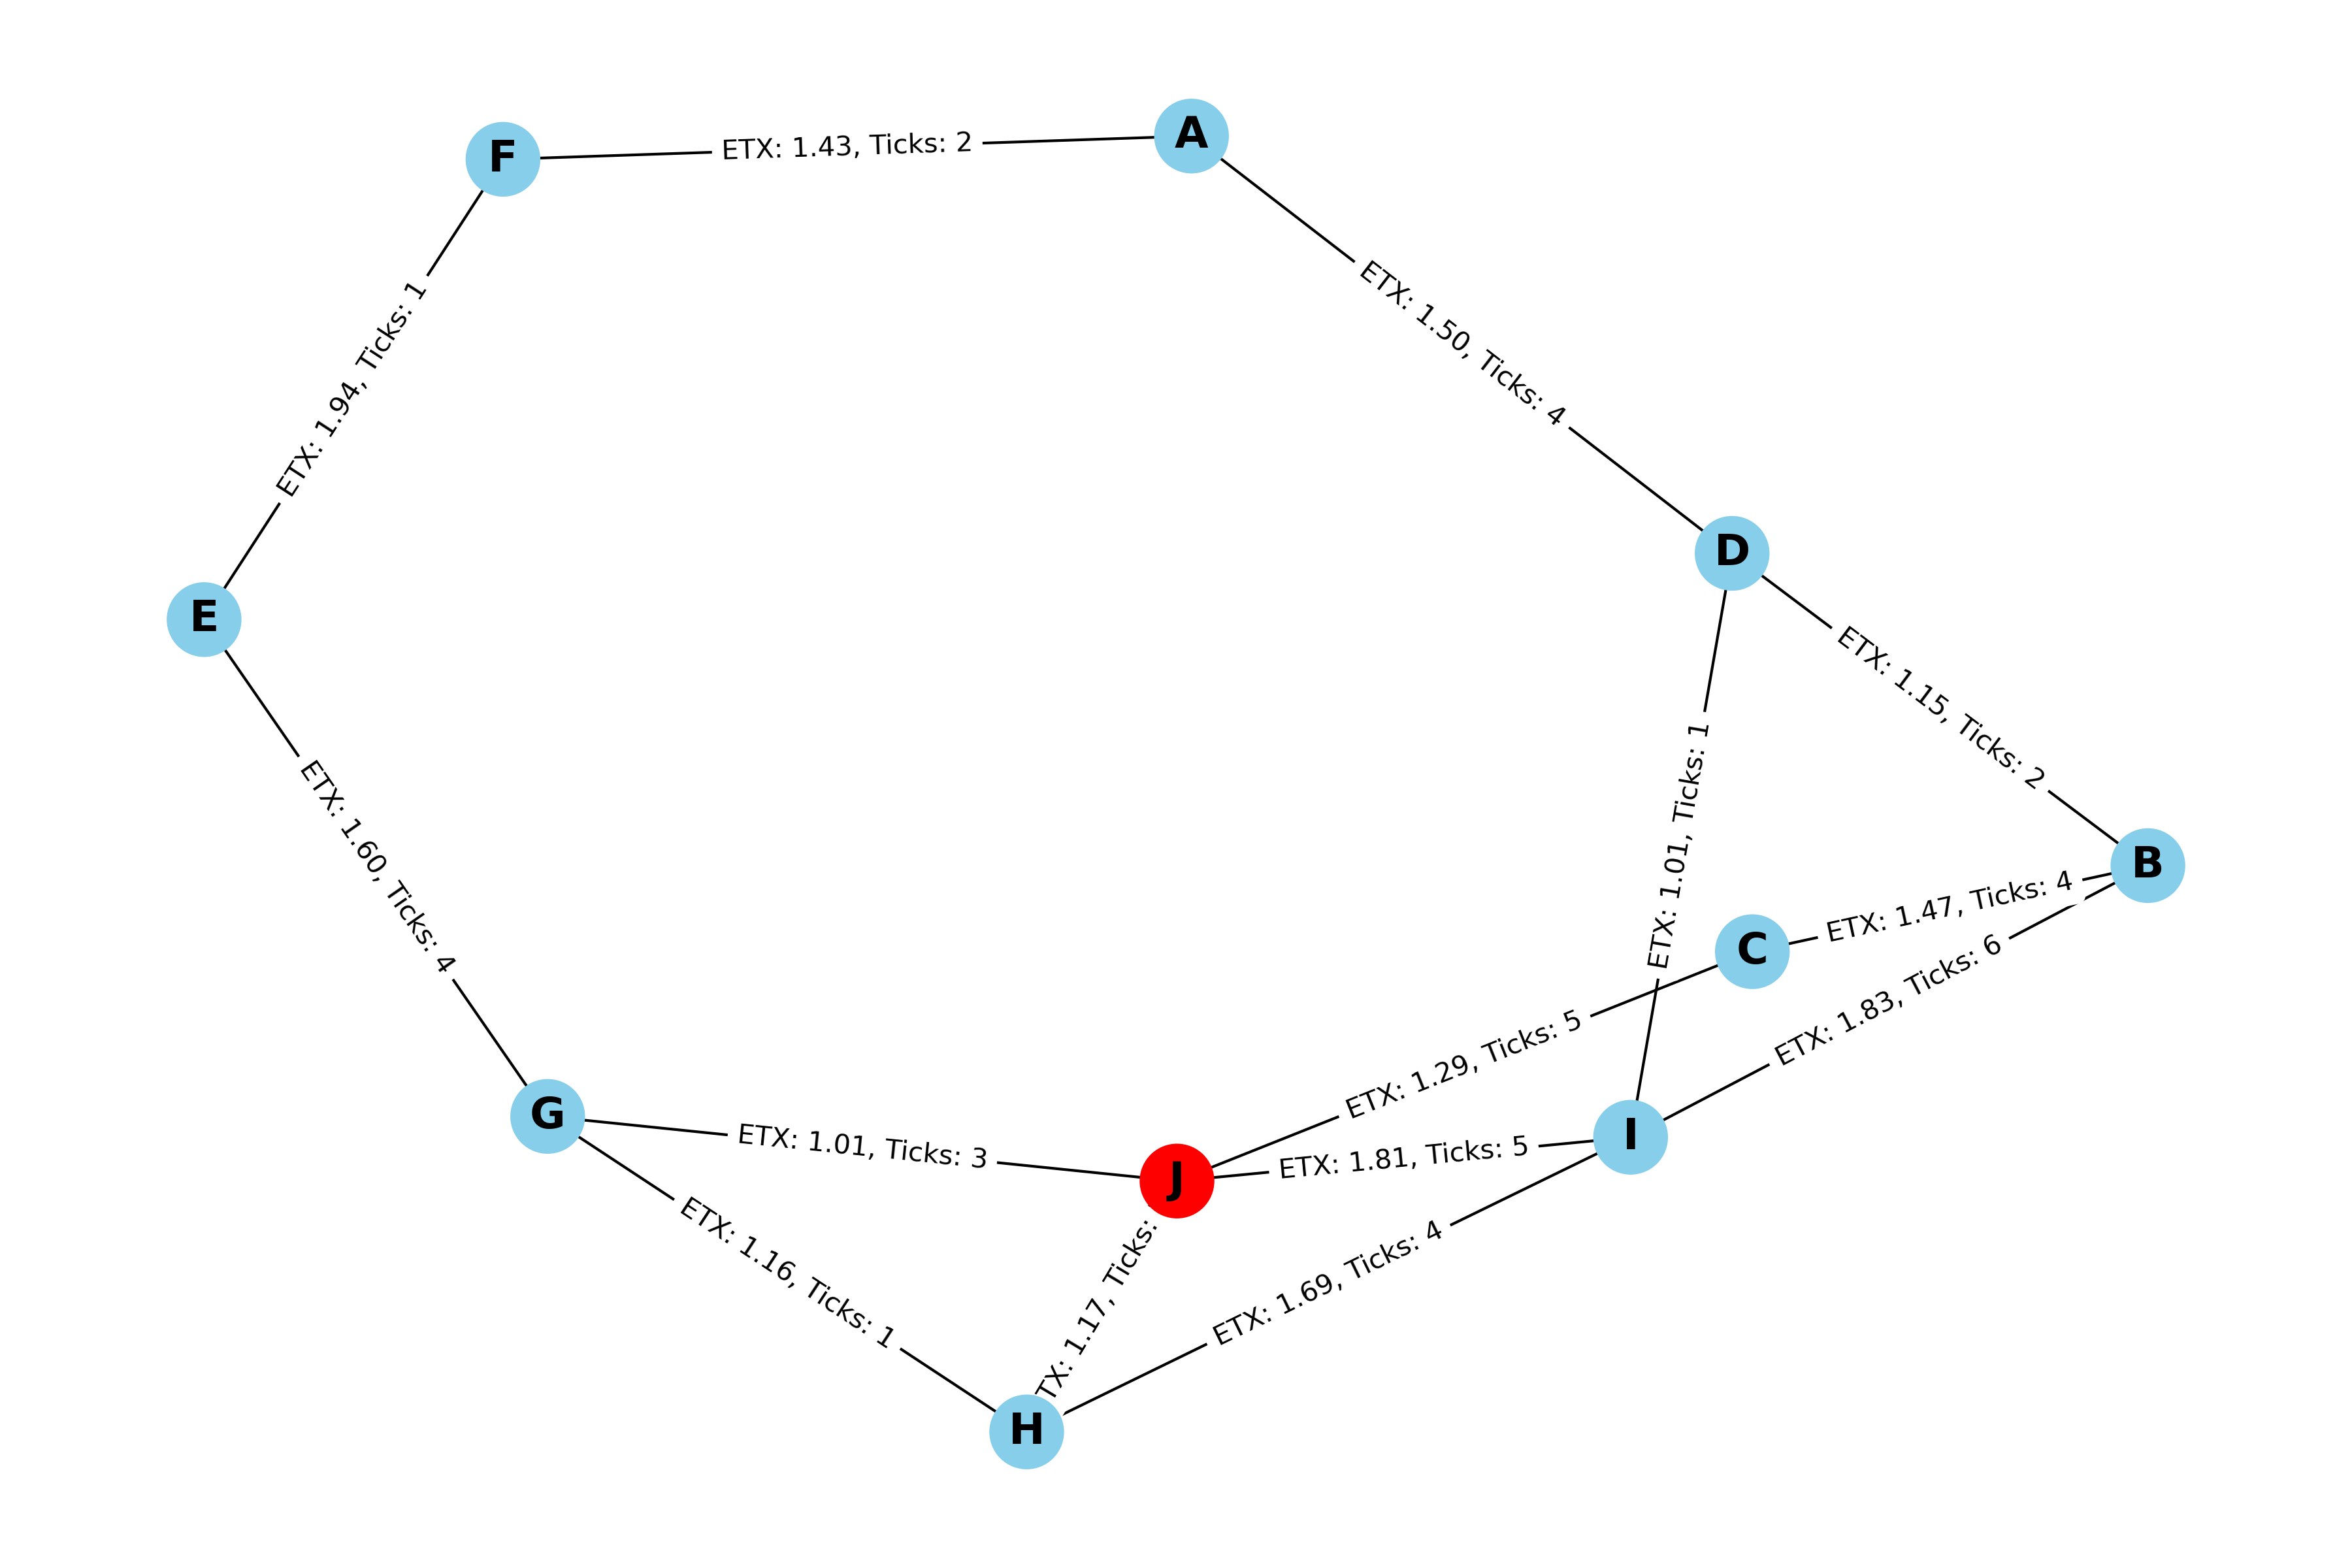 A
F
ETX: 1.43, Ticks: 2
ETX: 1.94, Ticks: 1
ETX: 1.50, Ticks: 4
D
E
ETX: 1.15, Ticks: 2
ETX: 1.01, Ticks: 1
B
ETX: 1.47, Ticks: 4
C
ETX: 1.60, Ticks: 4
ETX: 1.83, Ticks: 6
ETX: 1.29, Ticks: 5
G
I
ETX: 1.01, Ticks: 3
ETX: 1.81, Ticks: 5
J
ETX: 1.16, Ticks: 1
TX: 1.17, Ticks:
ETX: 1.69, Ticks: 4
H